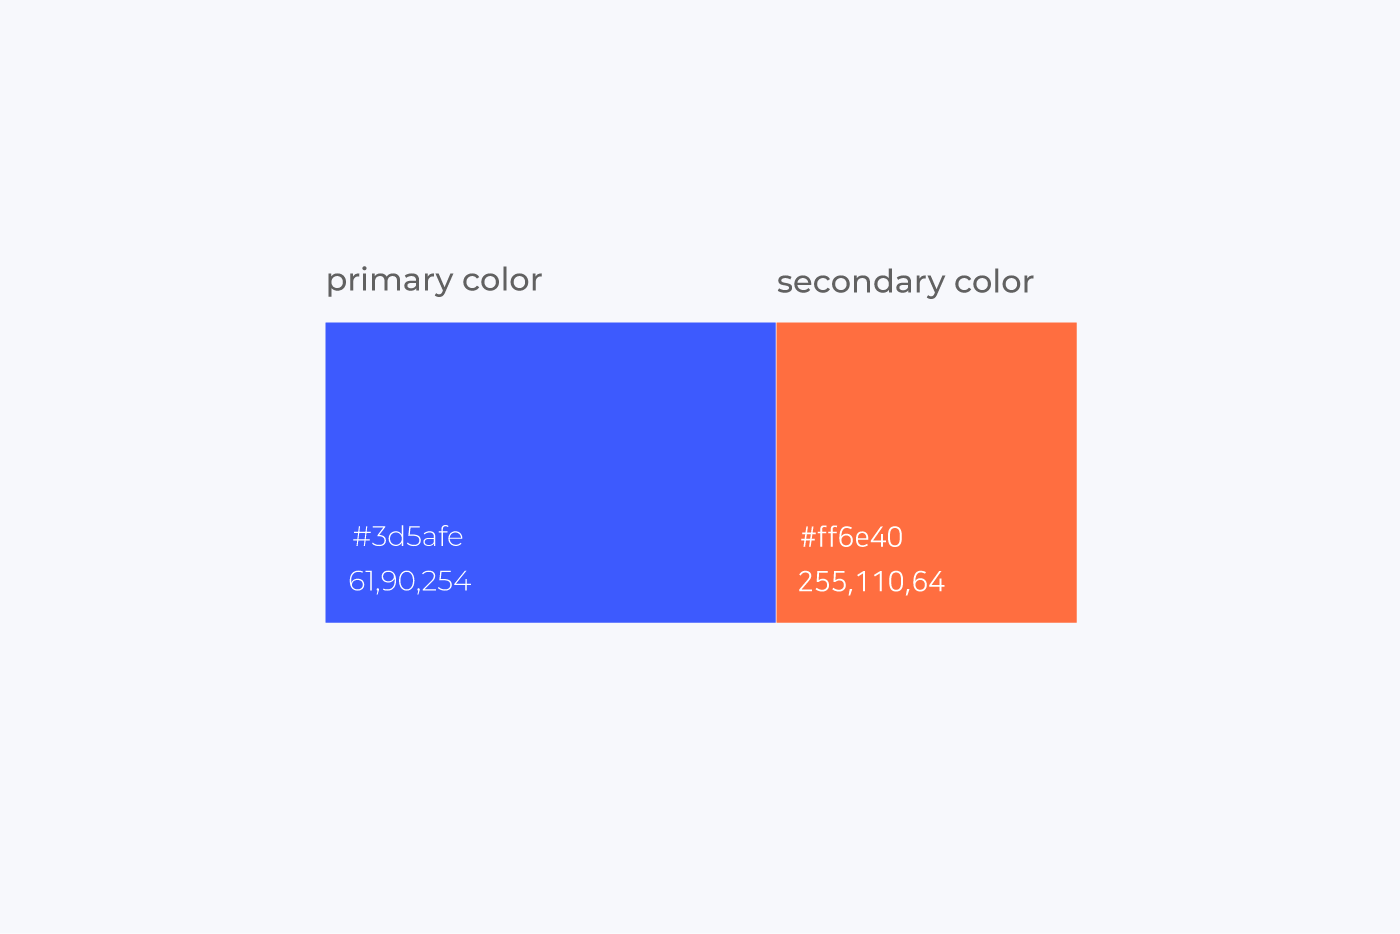 primary color
secondary color
#3d5afe
61,90,254
#ff6e40
255,110,64